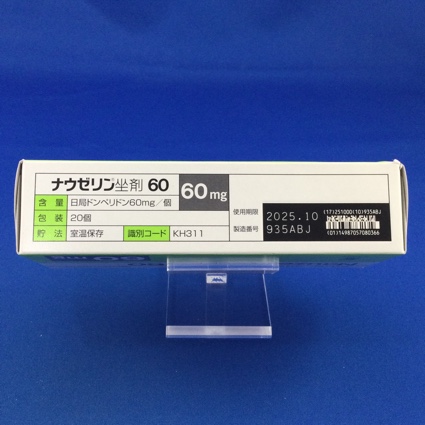 ナウゼリン®坐剤 60
60mg
含量 日局ドンペリドン60mg/個
包装 20個
貯法 室温保存 識別コード KH311
使用期限 2025.10
製造番号 935ABJ
(17)251000(10)935ABJ
(01)14987057080366